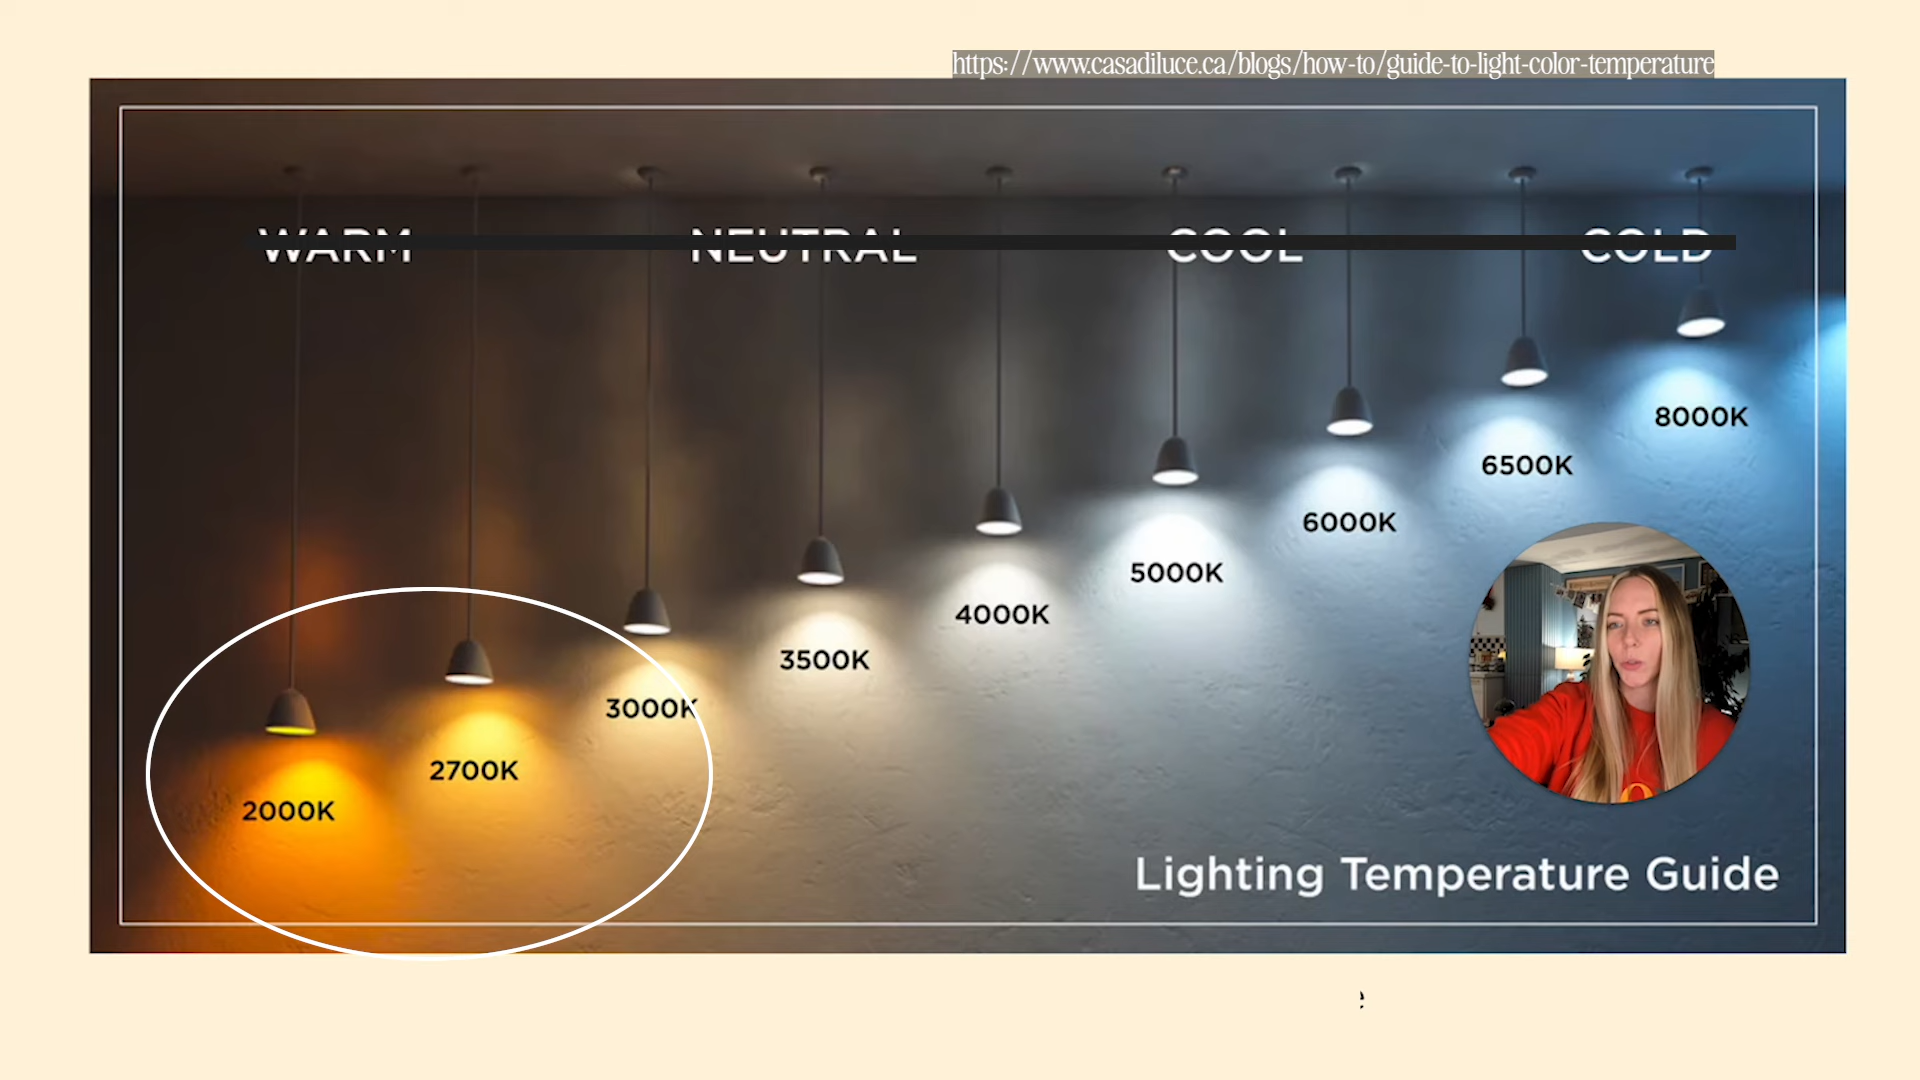 https://www.casadiluce.ca/blogs/how-to/guide-to-light-color-temperature
WARM NEUTRAL COOL COLD
8000K
6500K
6000K
5000K
4000K
3500K
3000K
2700K
2000K
Lighting Temperature Guide